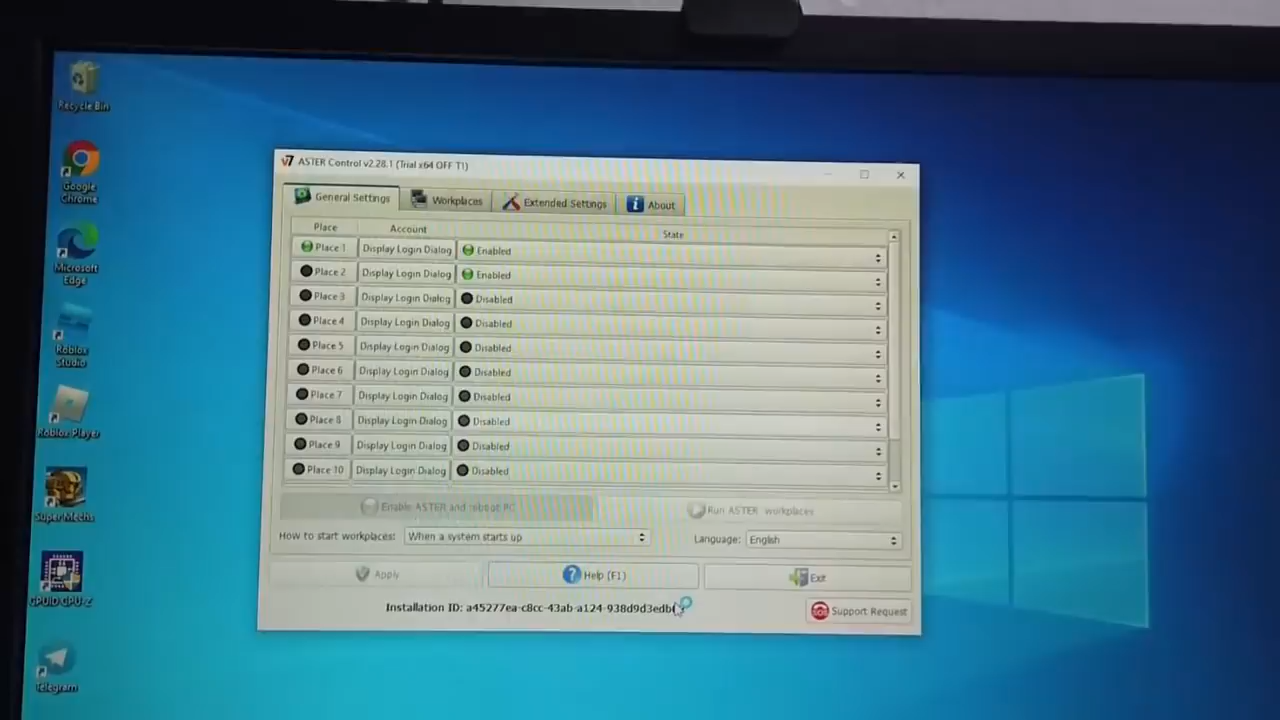 Recycle Bin
Google
Chrome
Microsoft
Edge
Roblox
Studio
Roblox Player
Super Mechs
CPUID CPU-Z
Telegram
ASTER Control v2.28.1 (Trial x64 OFF T1)
General Settings Workplaces Extended Settings About
Place Account State
Place 1 Display Login Dialog Enabled
Place 2 Display Login Dialog Enabled
Place 3 Display Login Dialog Disabled
Place 4 Display Login Dialog Disabled
Place 5 Display Login Dialog Disabled
Place 6 Display Login Dialog Disabled
Place 7 Display Login Dialog Disabled
Place 8 Display Login Dialog Disabled
Place 9 Display Login Dialog Disabled
Place 10 Display Login Dialog Disabled
Enable ASTER and reboot PC Run ASTER workplaces
How to start workplaces: When a system starts up Language: English
Apply Help (F1) Exit
Installation ID: Support Request